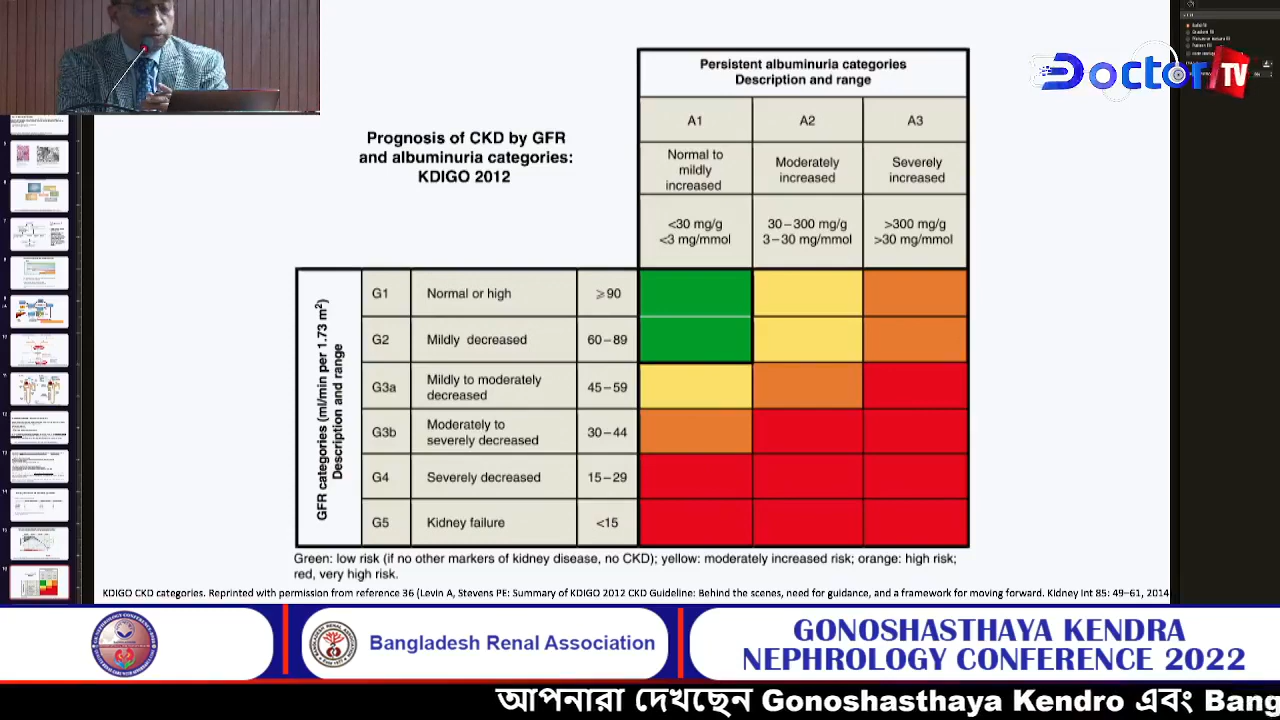 Doctor TV
Persistent albuminuria categories
Description and range
Prognosis of CKD by GFR
and albuminuria categories:
KDIGO 2012
A1
A2
A3
Normal to
mildly
increased
Moderately
increased
Severely
increased
<30 mg/g
<3 mg/mmol
30–300 mg/g
3–30 mg/mmol
>300 mg/g
>30 mg/mmol
GFR categories (ml/min per 1.73 m²)
Description and range
G1
Normal or high
⩾90
G2
Mildly decreased
60–89
G3a
Mildly to moderately
decreased
45–59
G3b
Moderately to
severely decreased
30–44
G4
Severely decreased
15–29
G5
Kidney failure
<15
Green: low risk (if no other markers of kidney disease, no CKD); yellow: moderately increased risk; orange: high risk;
red, very high risk.
KDIGO CKD categories. Reprinted with permission from reference 36 (Levin A, Stevens PE: Summary of KDIGO 2012 CKD Guideline: Behind the scenes, need for guidance, and a framework for moving forward. Kidney Int 85: 49–61, 2014
Bangladesh Renal Association
GONOSHASTHAYA KENDRA
NEPHROLOGY CONFERENCE 2022
আপনারা দেখছেন Gonoshasthaya Kendro এবং Bang